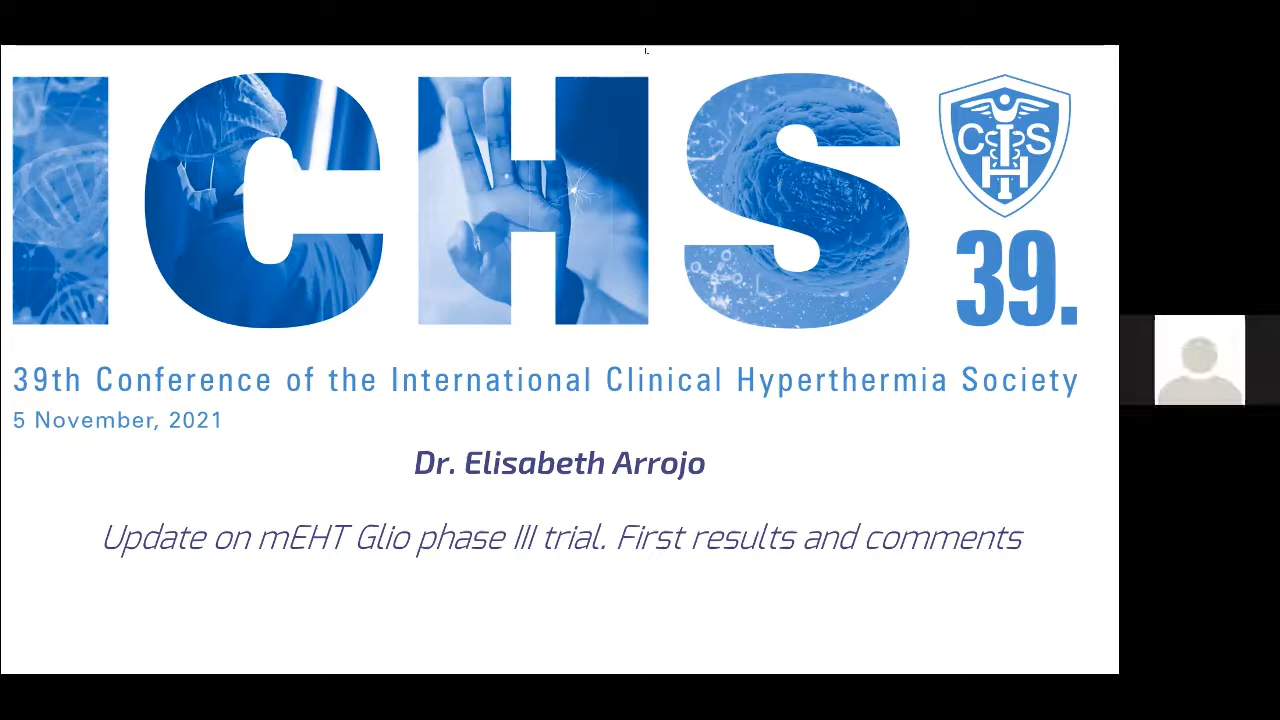 ICHS
CIS
H
39.
39th Conference of the International Clinical Hyperthermia Society
5 November, 2021
Dr. Elisabeth Arrojo
Update on mEHT Glio phase III trial. First results and comments